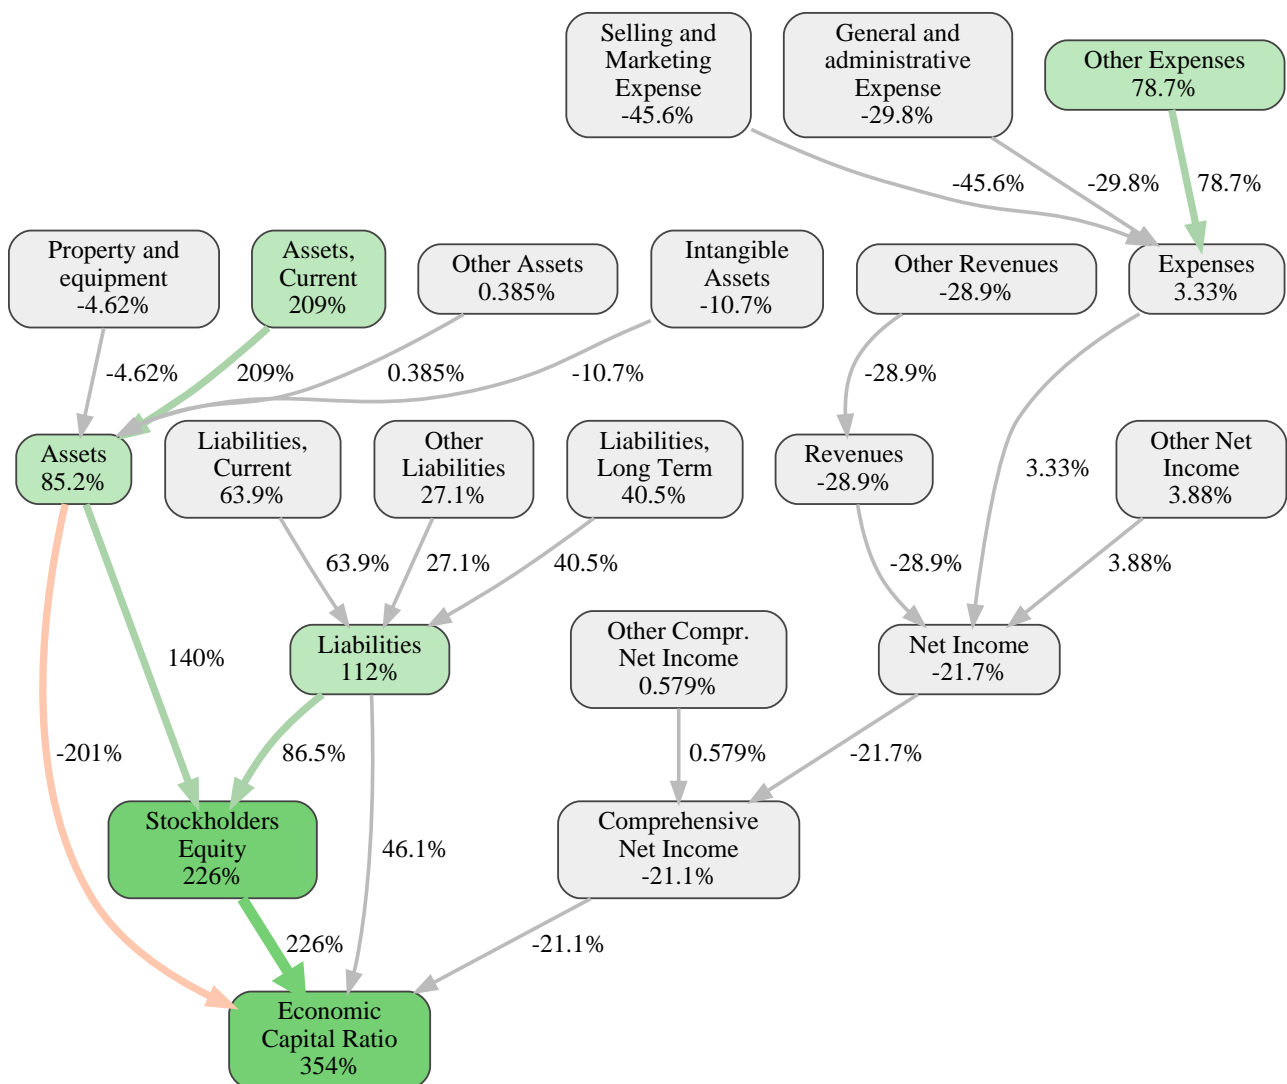 Selling and
Marketing
Expense
-45.6%
General and
administrative
Expense
-29.8%
Other Expenses
78.7%
-45.6%
-29.8%
78.7%
Property and
equipment
-4.62%
Assets,
Current
209%
Other Assets
0.385%
Intangible
Assets
-10.7%
Other Revenues
-28.9%
Expenses
3.33%
-4.62%
209%
0.385%
-10.7%
-28.9%
Assets
85.2%
Liabilities,
Current
63.9%
Other
Liabilities
27.1%
Liabilities,
Long Term
40.5%
Revenues
-28.9%
3.33%
Other Net
Income
3.88%
63.9%
27.1%
40.5%
-28.9%
3.88%
140%
Liabilities
112%
Other Compr.
Net Income
0.579%
Net Income
-21.7%
-201%
86.5%
0.579%
-21.7%
Stockholders
Equity
226%
46.1%
Comprehensive
Net Income
-21.1%
226%
-21.1%
Economic
Capital Ratio
354%